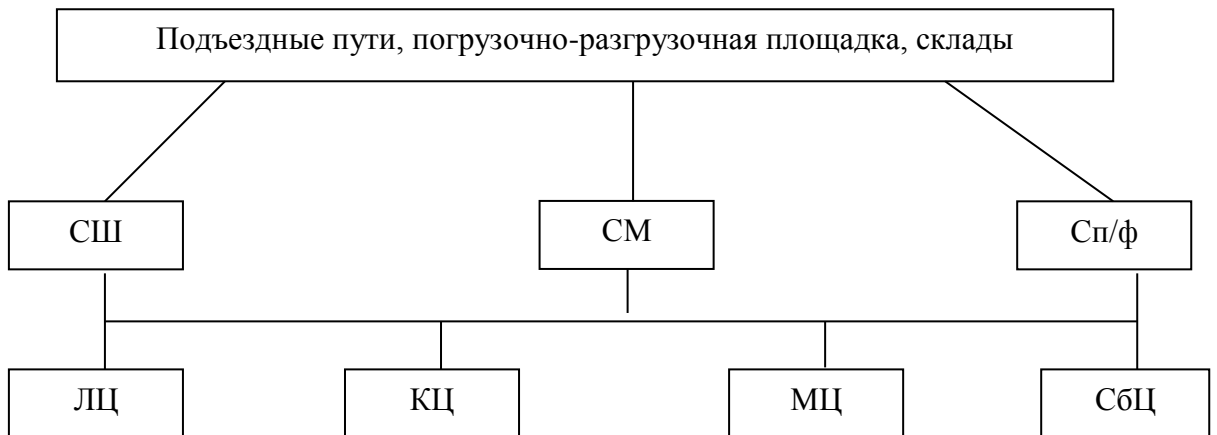 Подъездные пути, погрузочно-разгрузочная площадка, склады
СШ
СМ
Сп/ф
ЛЦ
КЦ
МЦ
СбЦ